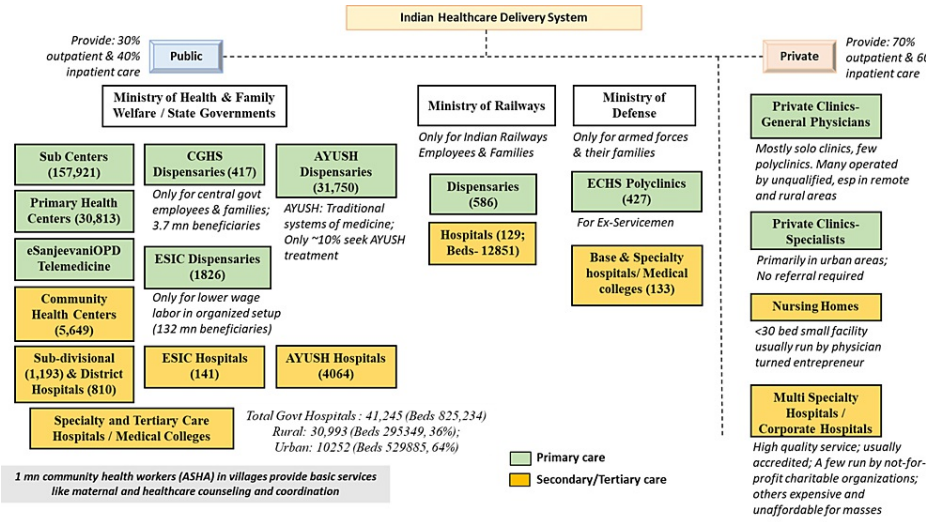 Indian Healthcare Delivery System
Provide: 30%
outpatient & 40%
inpatient care
Public
Private
Provide: 70%
outpatient & 60
inpatient care
Ministry of Health & Family
Welfare / State Governments
Ministry of Railways
Only for Indian Railways
Employees & Families
Ministry of
Defense
Only for armed forces
& their families
Sub Centers
(157,921)
Primary Health
Centers (30,813)
eSanjeevaniOPD
Telemedicine
Community
Health Centers
(5,649)
Sub-divisional
(1,193) & District
Hospitals (810)
CGHS
Dispensaries (417)
Only for central govt
employees & families;
3.7 mn beneficiaries
ESIC Dispensaries
(1826)
Only for lower wage
labor in organized setup
(132 mn beneficiaries)
ESIC Hospitals
(141)
AYUSH
Dispensaries
(31,750)
AYUSH: Traditional
systems of medicine;
Only ~10% seek AYUSH
treatment
AYUSH Hospitals
(4064)
Dispensaries
(586)
Hospitals (129;
Beds- 12851)
ECHS Polyclinics
(427)
For Ex-Servicemen
Base & Specialty
hospitals/ Medical
colleges (133)
Private Clinics-
General Physicians
Mostly solo clinics, few
polyclinics. Many operated
by unqualified, esp in remote
and rural areas
Private Clinics-
Specialists
Primarily in urban areas;
No referral required
Nursing Homes
<30 bed small facility
usually run by physician
turned entrepreneur
Multi Specialty
Hospitals /
Corporate Hospitals
High quality service; usually
accredited; A few run by not-for-
profit charitable organizations;
others expensive and
unaffordable for masses
Specialty and Tertiary Care
Hospitals / Medical Colleges
Total Govt Hospitals : 41,245 (Beds 825,234)
Rural: 30,993 (Beds 295349, 36%);
Urban: 10252 (Beds 529885, 64%)
Primary care
Secondary/Tertiary care
1 mn community health workers (ASHA) in villages provide basic services
like maternal and healthcare counseling and coordination